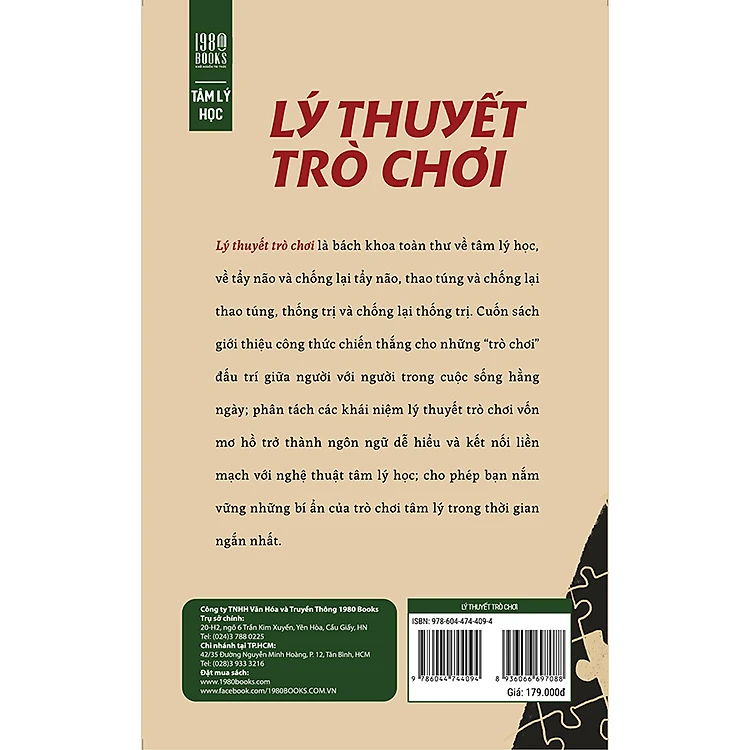 1980
BOOKS
KHỞI NGUỒN TRI THỨC
TÂM LÝ
HỌC
LÝ THUYẾT
TRÒ CHƠI
Lý thuyết trò chơi là bách khoa toàn thư về tâm lý học,
về tẩy não và chống lại tẩy não, thao túng và chống lại
thao túng, thống trị và chống lại thống trị. Cuốn sách
giới thiệu công thức chiến thắng cho những “trò chơi”
đấu trí giữa người với người trong cuộc sống hằng
ngày; phân tách các khái niệm lý thuyết trò chơi vốn
mơ hồ trở thành ngôn ngữ dễ hiểu và kết nối liền
mạch với nghệ thuật tâm lý học; cho phép bạn nắm
vững những bí ẩn của trò chơi tâm lý trong thời gian
ngắn nhất.
Công ty TNHH Văn Hóa và Truyền Thông 1980 Books
Trụ sở chính:
20-H2, ngõ 6 Trần Kim Xuyến, Yên Hòa, Cầu Giấy, HN
Tel: (024)3 788 0225
Chi nhánh tại TP.HCM:
42/35 Đường Nguyễn Minh Hoàng, P. 12, Tân Bình, HCM
Tel: (028)3 933 3216
Đặt mua sách:
www.1980books.com
www.facebook.com/1980BOOKS.COM.VN
LÝ THUYẾT TRÒ CHƠI
ISBN: 978-604-474-409-4
9 786044 744094
8 936066 697088
Giá: 179.000đ